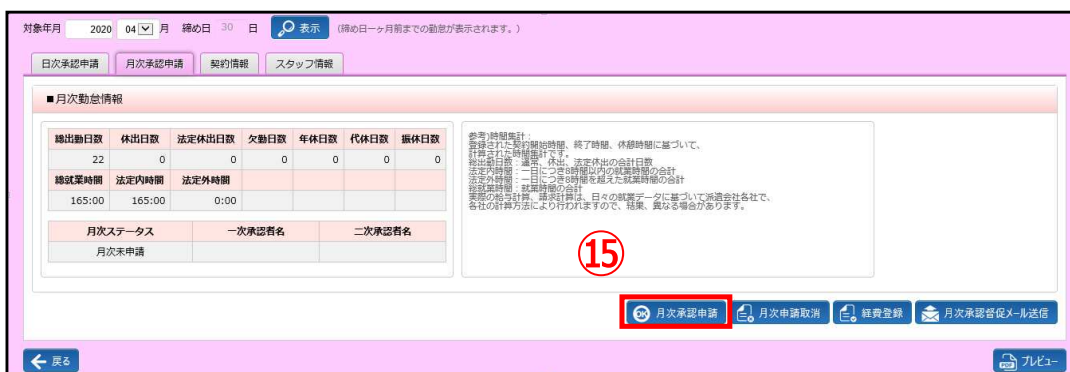 対象年月 2020 04 月 締め日 30 日 表示 (締め日一ヶ月前までの勤怠が表示されます。)
日次承認申請 月次承認申請 契約情報 スタッフ情報
■月次勤怠情報
総出勤日数 休出日数 法定休出日数 欠勤日数 年休日数 代休日数 振休日数
22 0 0 0 0 0 0
総就業時間 法定内時間 法定外時間
165:00 165:00 0:00
月次ステータス 一次承認者名 二次承認者名
月次未申請
参考)時間集計:
登録された契約開始時間、終了時間、休憩時間に基づいて、
計算された時間集計です。
総出勤日数:通常、休出、法定休出の合計日数
法定内時間:一日につき8時間以内の就業時間の合計
法定外時間:一日につき8時間を超えた就業時間の合計
総就業時間:就業時間の合計
実際の給与計算、請求計算は、日々の就業データに基づいて派遣会社各社で、
各社の計算方法により行われますので、結果、異なる場合があります。
⑮
OK 月次承認申請 月次申請取消 経費登録 月次承認督促メール送信
戻る PDF プレビュー